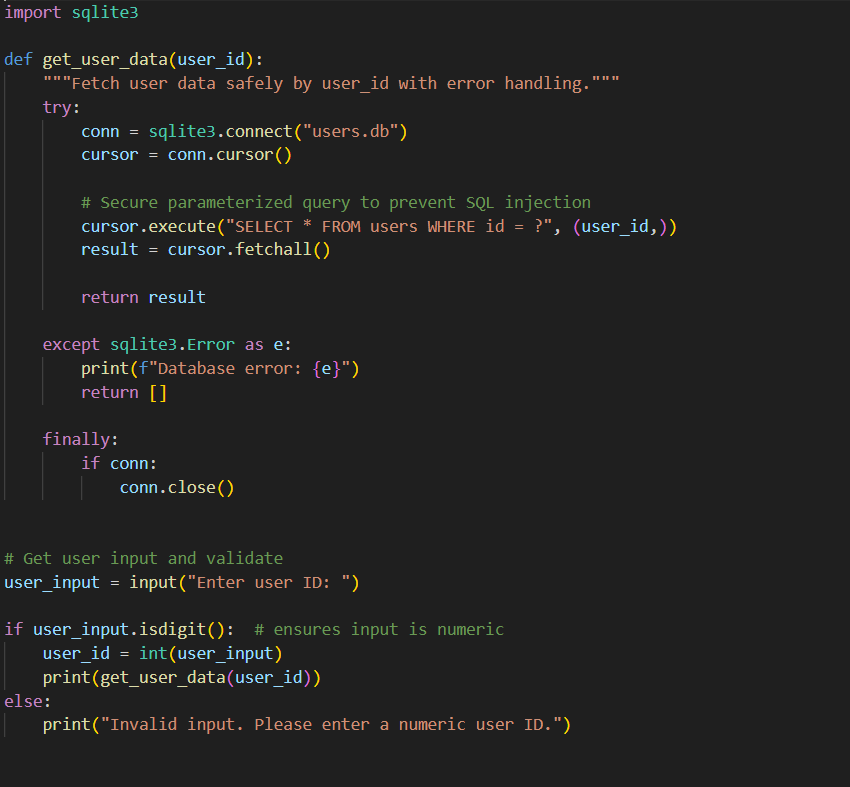 import sqlite3
def get_user_data(user_id):
    """Fetch user data safely by user_id with error handling."""
    try:
        conn = sqlite3.connect("users.db")
        cursor = conn.cursor()
        # Secure parameterized query to prevent SQL injection
        cursor.execute("SELECT * FROM users WHERE id = ?", (user_id,))
        result = cursor.fetchall()
        return result
    except sqlite3.Error as e:
        print(f"Database error: {e}")
        return []
    finally:
        if conn:
            conn.close()
# Get user input and validate
user_input = input("Enter user ID: ")
if user_input.isdigit():  # ensures input is numeric
    user_id = int(user_input)
    print(get_user_data(user_id))
else:
    print("Invalid input. Please enter a numeric user ID.")